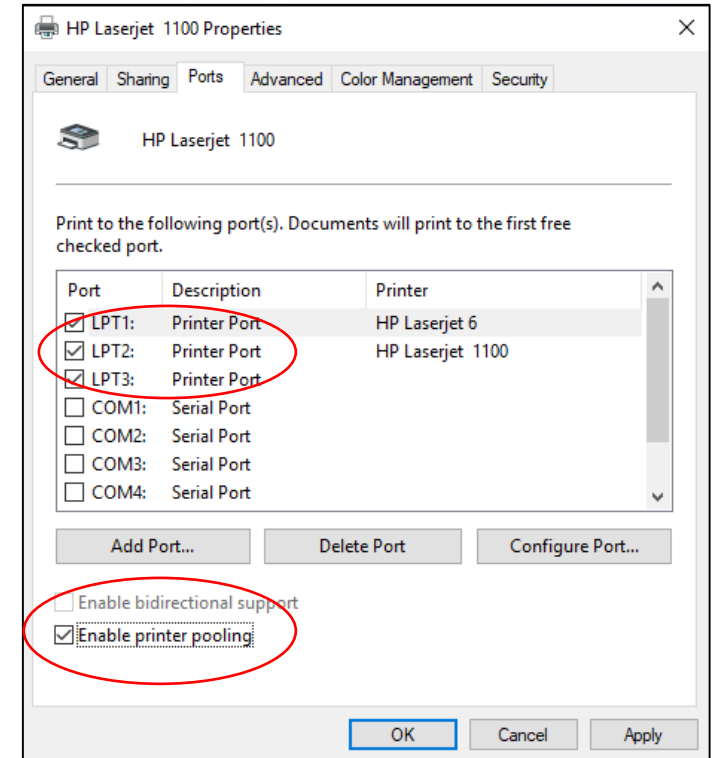 HP Laserjet 1100 Properties
General Sharing Ports Advanced Color Management Security
HP Laserjet 1100
Print to the following port(s). Documents will print to the first free
checked port.
Port Description Printer
LPT1: Printer Port HP Laserjet 6
LPT2: Printer Port HP Laserjet 1100
LPT3: Printer Port
COM1: Serial Port
COM2: Serial Port
COM3: Serial Port
COM4: Serial Port
Add Port... Delete Port Configure Port...
Enable bidirectional support
Enable printer pooling
OK Cancel Apply